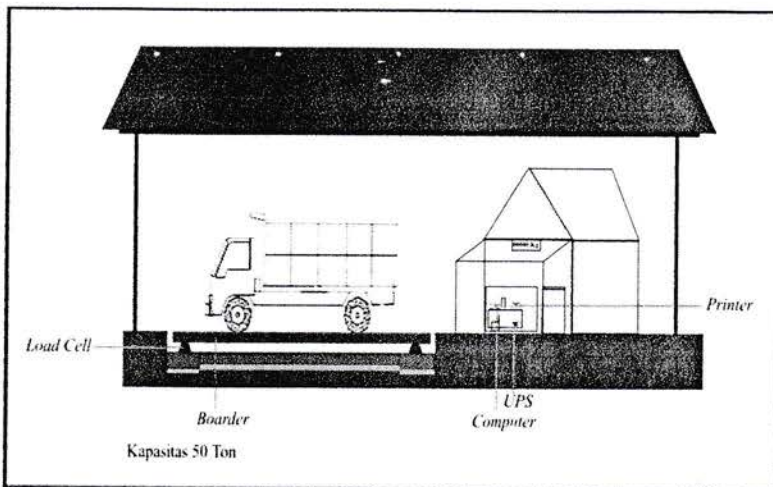 Printer
Load Cell
UPS
Boarder
Computer
Kapasitas 50 Ton